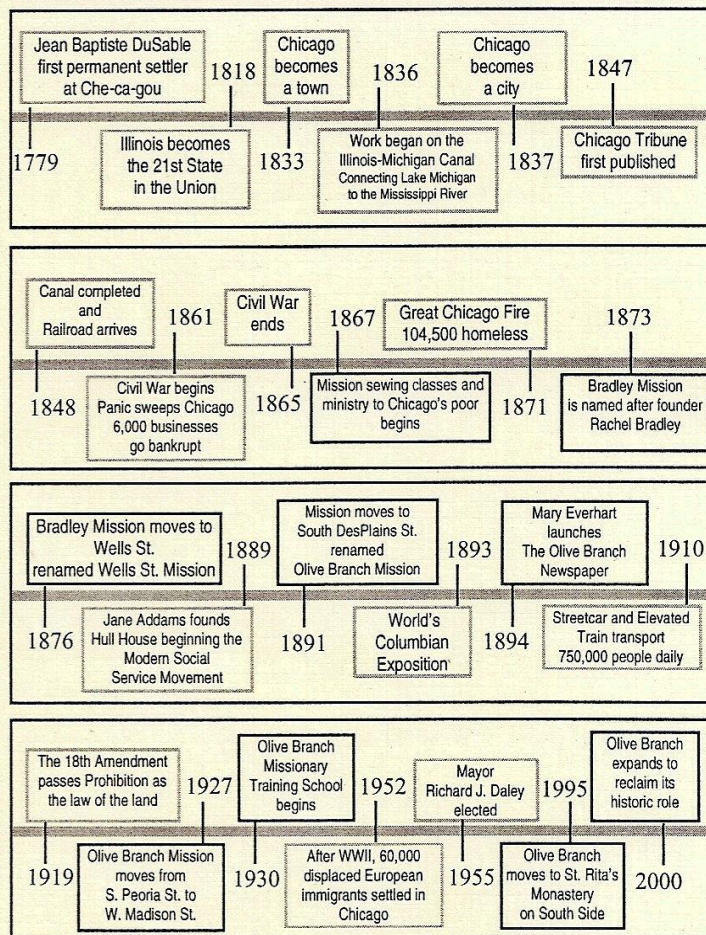 Jean Baptiste DuSable
first permanent settler
at Che-ca-gou
1779
1818
Illinois becomes
the 21st State
in the Union
Chicago
becomes
a town
1833
1836
Work began on the
Illinois-Michigan Canal
Connecting Lake Michigan
to the Mississippi River
Chicago
becomes
a city
1837
1847
Chicago Tribune
first published
Canal completed
and
Railroad arrives
1848
1861
Civil War begins
Panic sweeps Chicago
6,000 businesses
go bankrupt
Civil War
ends
1865
1867
Mission sewing classes and
ministry to Chicago's poor
begins
Great Chicago Fire
104,500 homeless
1871
1873
Bradley Mission
is named after founder
Rachel Bradley
Bradley Mission moves to
Wells St.
renamed Wells St. Mission
1876
1889
Jane Addams founds
Hull House beginning the
Modern Social
Service Movement
Mission moves to
South DesPlains St.
renamed
Olive Branch Mission
1891
1893
World's
Columbian
Exposition
Mary Everhart
launches
The Olive Branch
Newspaper
1894
1910
Streetcar and Elevated
Train transport
750,000 people daily
The 18th Amendment
passes Prohibition as
the law of the land
1919
1927
Olive Branch Mission
moves from
S. Peoria St. to
W. Madison St.
Olive Branch
Missionary
Training School
begins
1930
1952
After WWII, 60,000
displaced European
immigrants settled in
Chicago
Mayor
Richard J. Daley
elected
1955
1995
Olive Branch
moves to St. Rita's
Monastery
on South Side
Olive Branch
expands to
reclaim its
historic role
2000